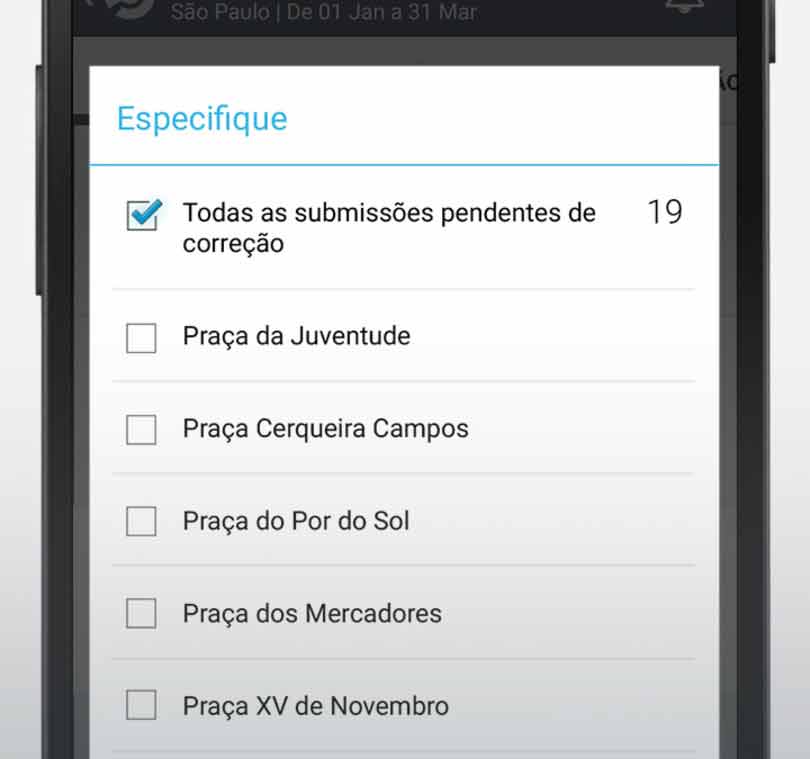 São Paulo | De 01 Jan a 31 Mar
Especifique
Todas as submissões pendentes de
correção
19
Praça da Juventude
Praça Cerqueira Campos
Praça do Por do Sol
Praça dos Mercadores
Praça XV de Novembro